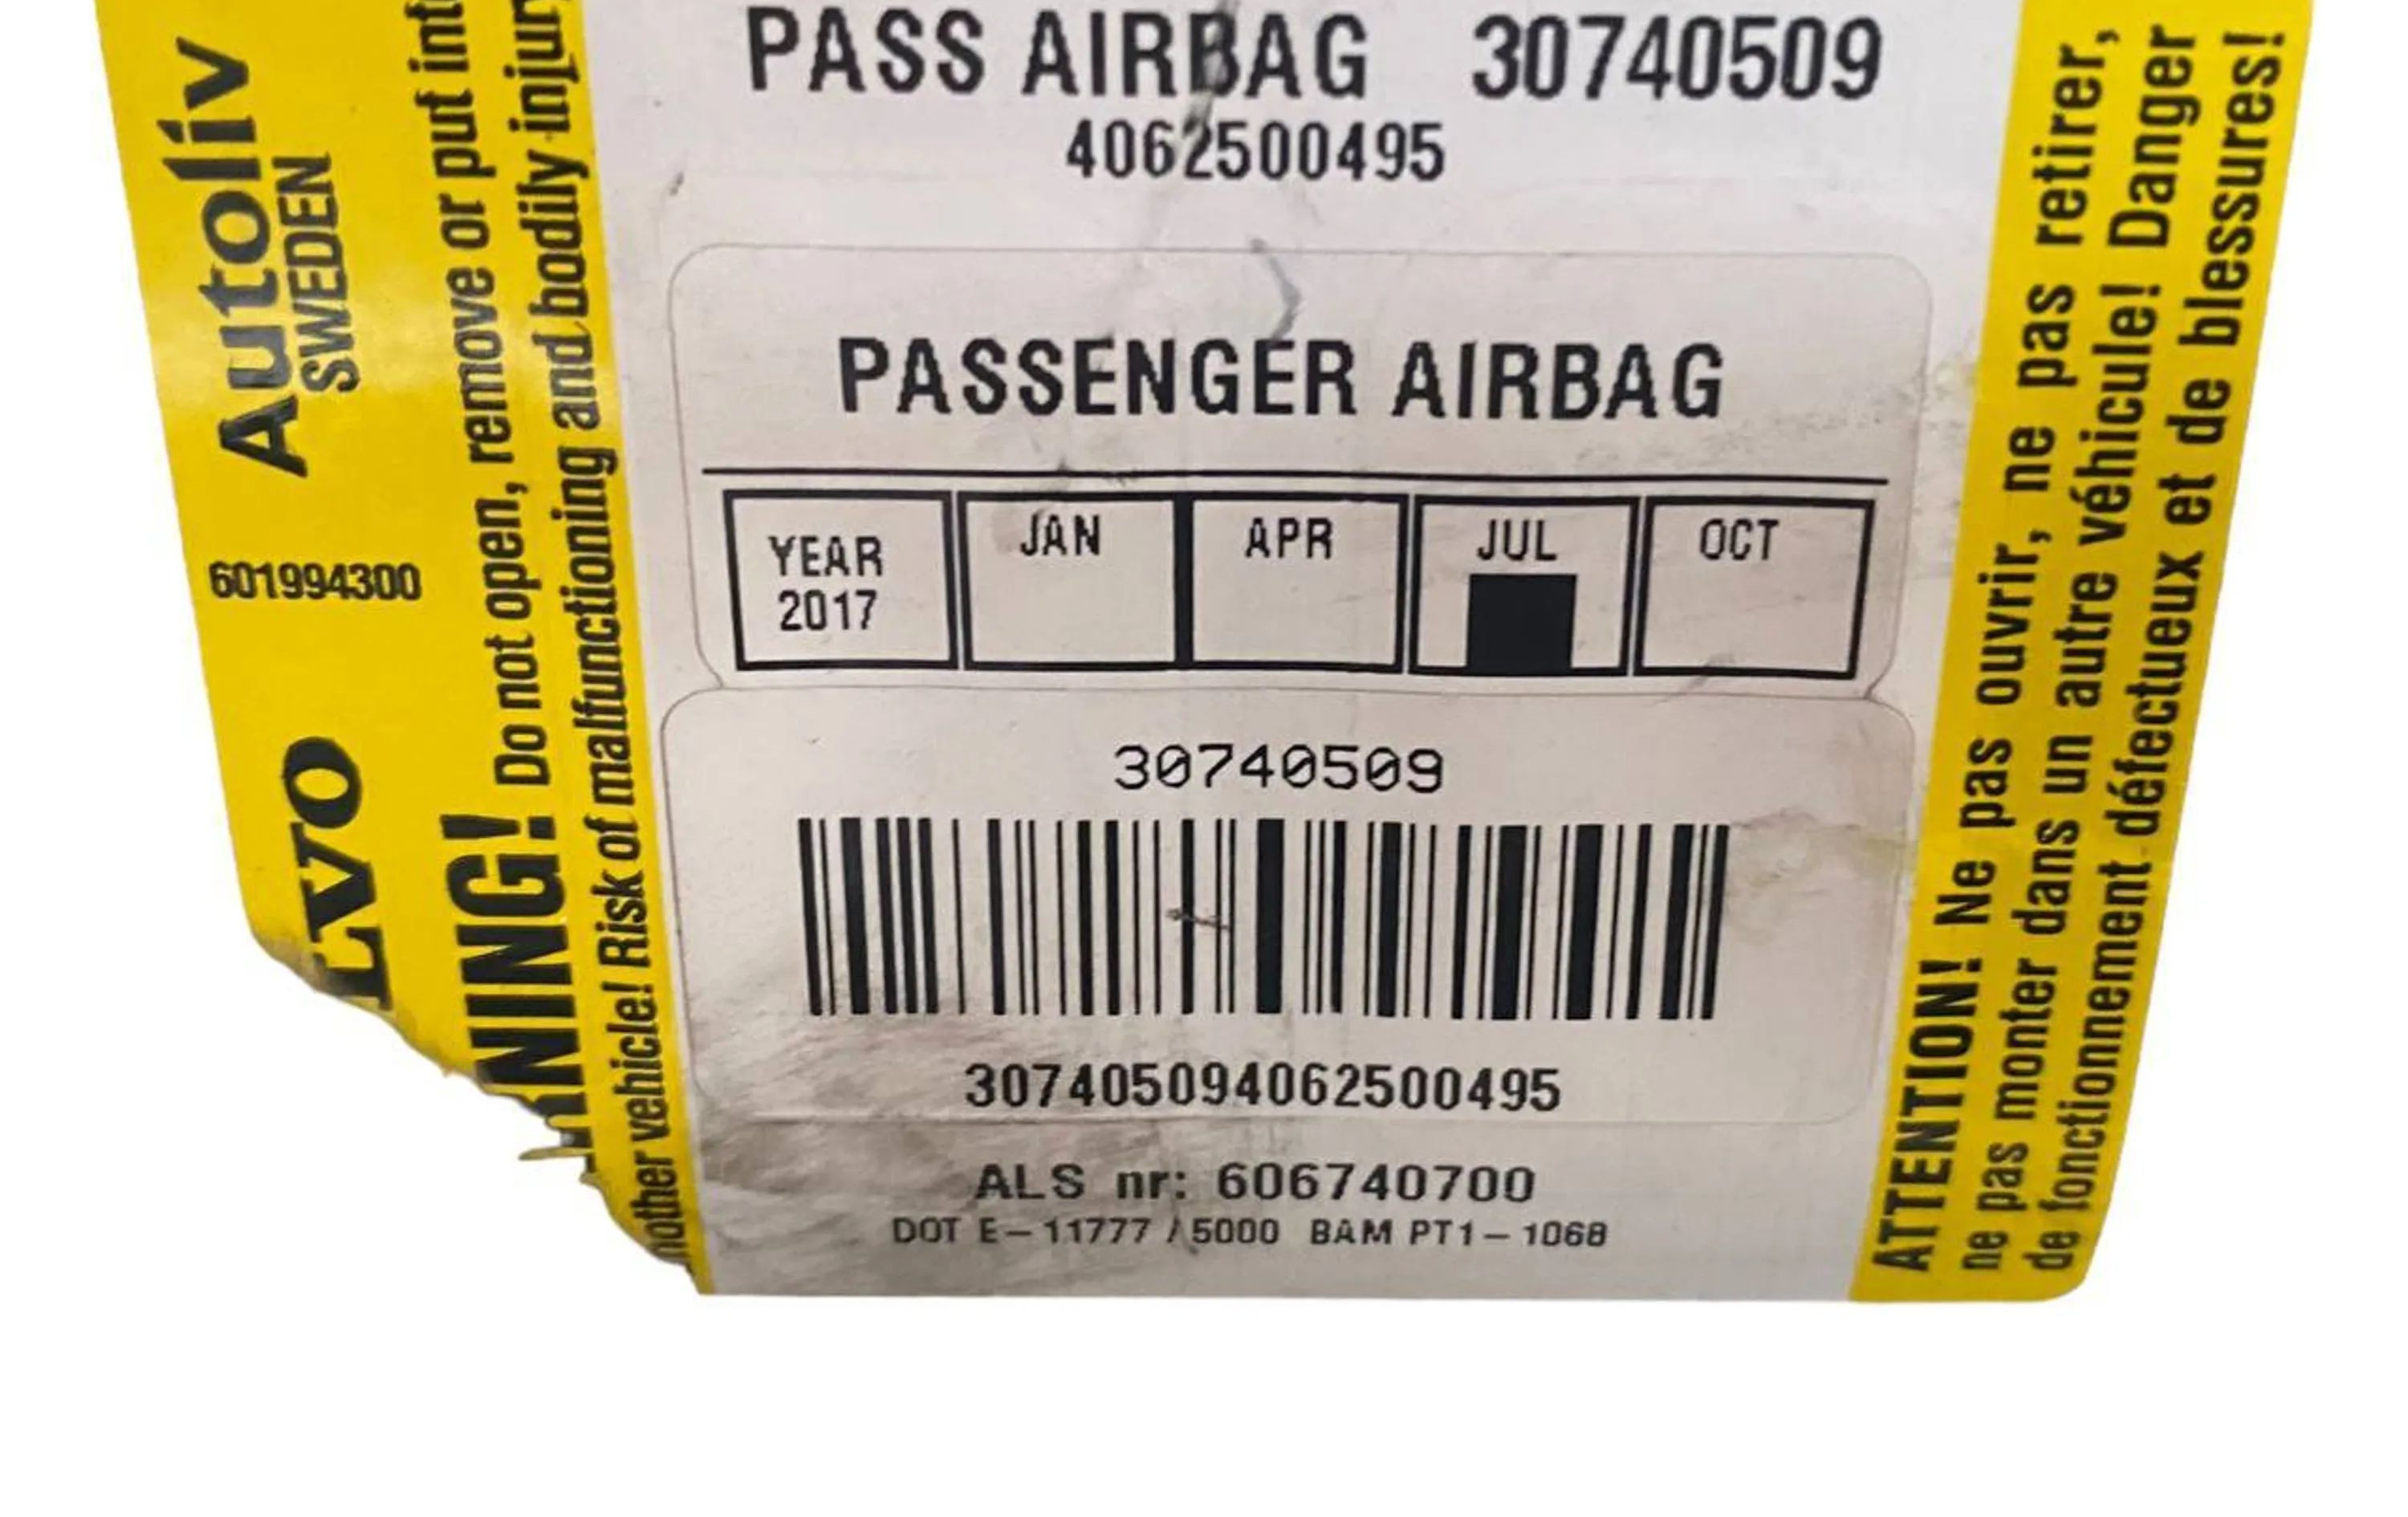 Autoliv
SWEDEN
601994300
LVO
NING! Do not open, remove or put
other vehicle! Risk of malfunctioning and bodily injury
PASS AIRBAG 30740509
4062500495
PASSENGER AIRBAG
YEAR 2017 JAN APR JUL OCT
30740509
307405094062500495
ALS nr: 606740700
DOT E-11777 / 5000 BAM PT1-1068
ATTENTION! Ne pas ouvrir, ne pas retirer,
ne pas monter dans un autre véhicule! Danger
de fonctionnement défectueux et de blessures!